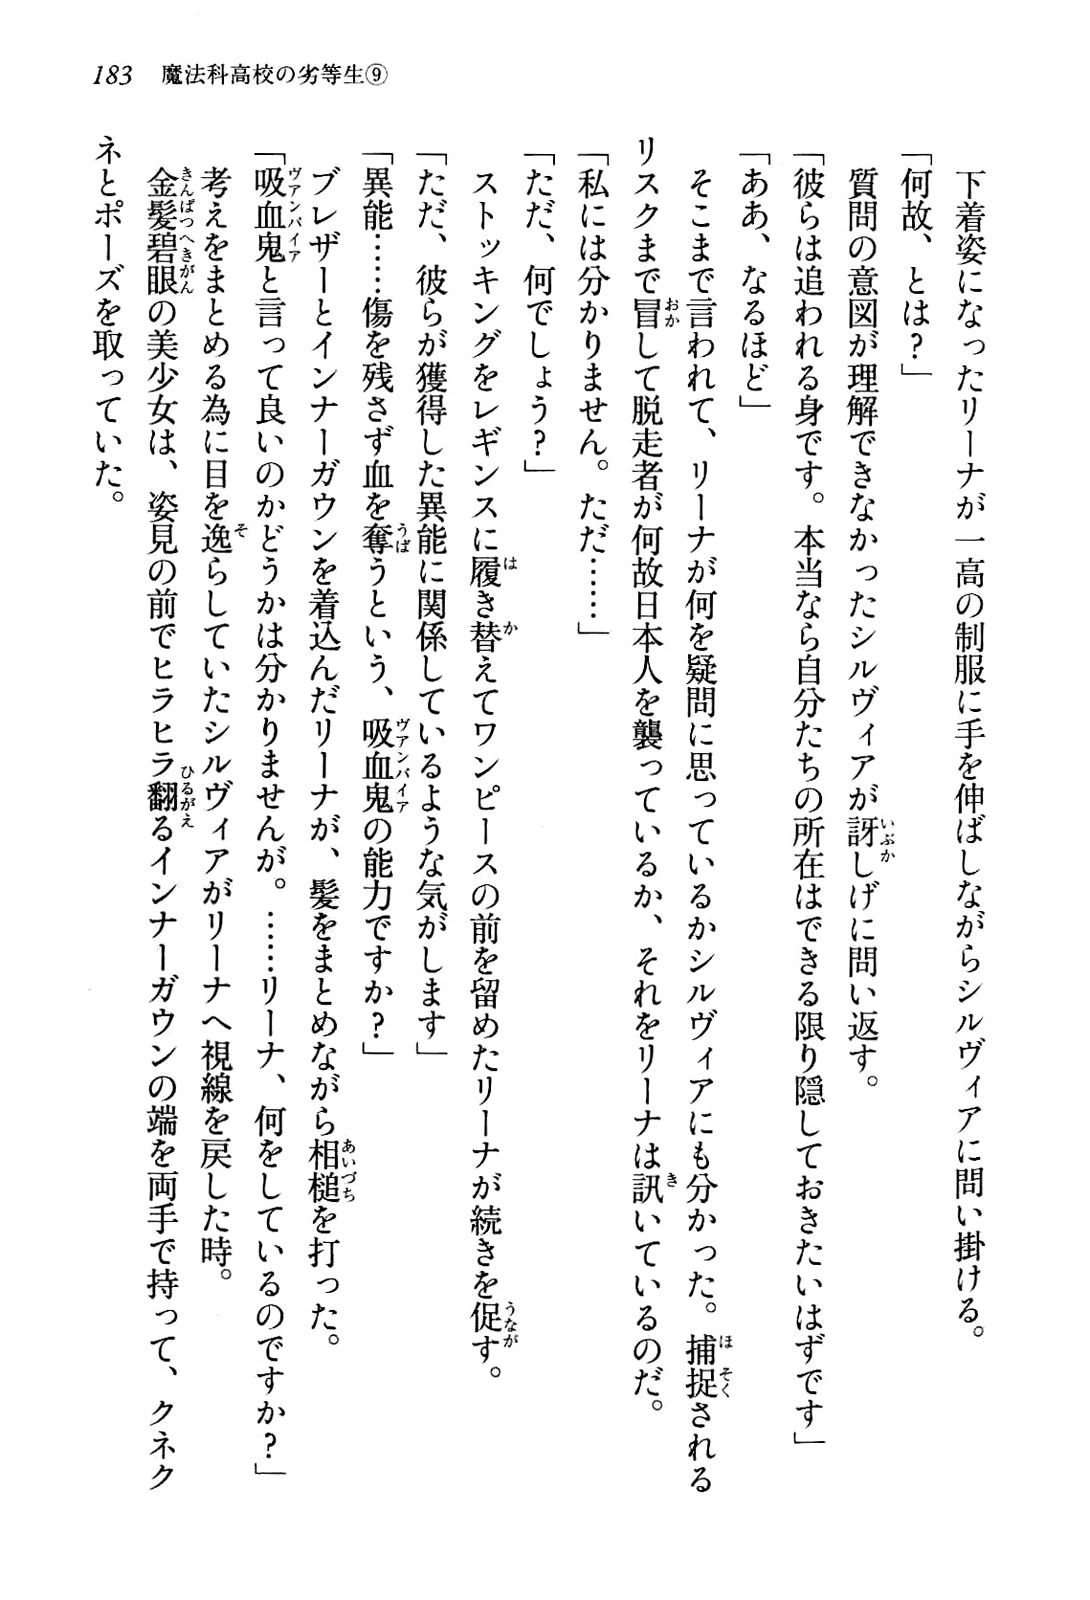 183　魔法科高校の劣等生⑨
　下着姿になったリーナが一高の制服に手を伸ばしながらシルヴィアに問い掛ける。
「何故、とは？」
　質問の意図が理解できなかったシルヴィアが訝しげに問い返す。
「彼らは追われる身です。本当なら自分たちの所在はできる限り隠しておきたいはずです」
「ああ、なるほど」
　そこまで言われて、リーナが何を疑問に思っているかシルヴィアにも分かった。捕捉される
リスクまで冒して脱走者が何故日本人を襲っているか、それをリーナは訊いているのだ。
「私には分かりません。ただ……」
「ただ、何でしょう？」
　ストッキングをレギンスに履き替えてワンピースの前を留めたリーナが続きを促す。
「ただ、彼らが獲得した異能に関係しているような気がします」
「異能……傷を残さず血を奪うという、吸血鬼の能力ですか？」
　ブレザーとインナーガウンを着込んだリーナが、髪をまとめながら相槌を打った。
「吸血鬼と言って良いのかどうかは分かりませんが。……リーナ、何をしているのですか？」
　考えをまとめる為に目を逸らしていたシルヴィアがリーナへ視線を戻した時。
　金髪碧眼の美少女は、姿見の前でヒラヒラ翻るインナーガウンの端を両手で持って、クネク
ネとポーズを取っていた。